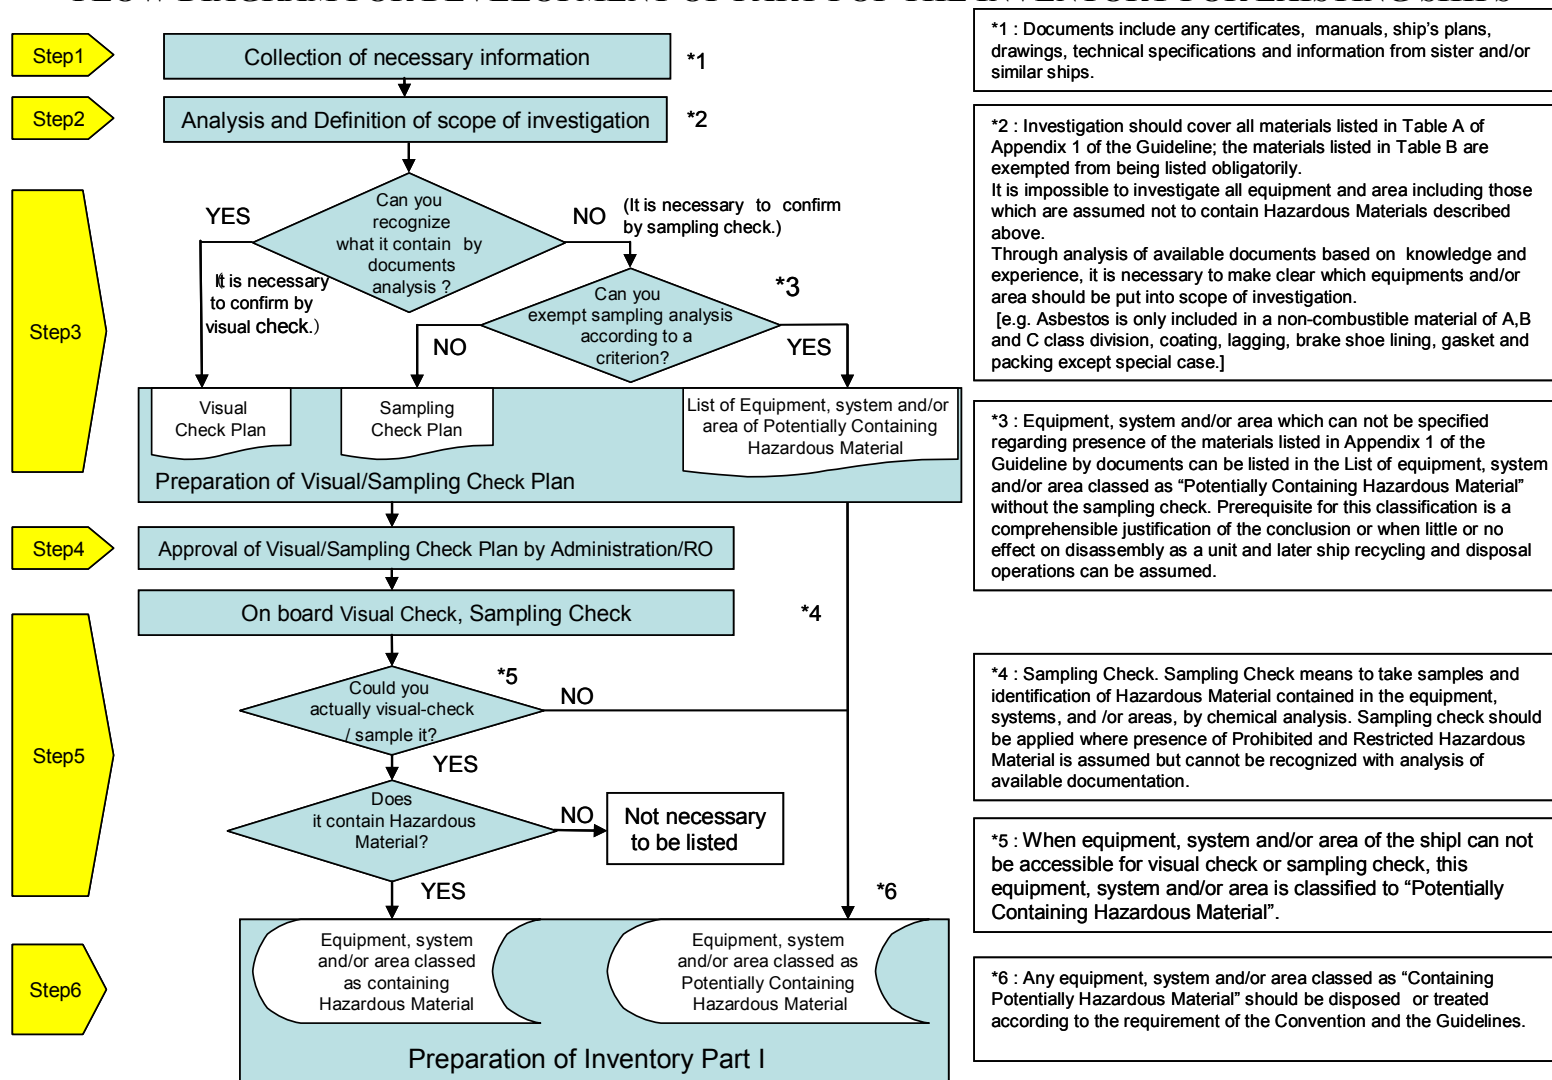 FLOW DIAGRAM FOR DEVELOPMENT OF PART I OF THE INVENTORY FOR EXISTING SHIPS
Step1
Collection of necessary information
*1
Step2
Analysis and Definition of scope of investigation
*2
Step3
Can you
recognize
what it contain by
documents
analysis ?
YES
NO
(It is necessary to confirm
by sampling check.)
It is necessary
to confirm by
visual check.)
*3
Can you
exempt sampling analysis
according to a
criterion?
NO
YES
Visual
Check Plan
Sampling
Check Plan
List of Equipment, system and/or
area of Potentially Containing
Hazardous Material
Preparation of Visual/Sampling Check Plan
Step4
Approval of Visual/Sampling Check Plan by Administration/RO
Step5
On board Visual Check, Sampling Check
*4
*5
Could you
actually visual-check
/ sample it?
NO
YES
Does
it contain Hazardous
Material?
NO
Not necessary
to be listed
YES
*6
Step6
Equipment, system
and/or area classed
as containing
Hazardous Material
Equipment, system
and/or area classed as
Potentially Containing
Hazardous Material
Preparation of Inventory Part I
*1 : Documents include any certificates, manuals, ship's plans,
drawings, technical specifications and information from sister and/or
similar ships.
*2 : Investigation should cover all materials listed in Table A of
Appendix 1 of the Guideline; the materials listed in Table B are
exempted from being listed obligatorily.
It is impossible to investigate all equipment and area including those
which are assumed not to contain Hazardous Materials described
above.
Through analysis of available documents based on knowledge and
experience, it is necessary to make clear which equipments and/or
area should be put into scope of investigation.
[e.g. Asbestos is only included in a non-combustible material of A,B
and C class division, coating, lagging, brake shoe lining, gasket and
packing except special case.]
*3 : Equipment, system and/or area which can not be specified
regarding presence of the materials listed in Appendix 1 of the
Guideline by documents can be listed in the List of equipment, system
and/or area classed as “Potentially Containing Hazardous Material”
without the sampling check. Prerequisite for this classification is a
comprehensible justification of the conclusion or when little or no
effect on disassembly as a unit and later ship recycling and disposal
operations can be assumed.
*4 : Sampling Check. Sampling Check means to take samples and
identification of Hazardous Material contained in the equipment,
systems, and /or areas, by chemical analysis. Sampling check should
be applied where presence of Prohibited and Restricted Hazardous
Material is assumed but cannot be recognized with analysis of
available documentation.
*5 : When equipment, system and/or area of the shipl can not
be accessible for visual check or sampling check, this
equipment, system and/or area is classified to “Potentially
Containing Hazardous Material”.
*6 : Any equipment, system and/or area classed as “Containing
Potentially Hazardous Material” should be disposed or treated
according to the requirement of the Convention and the Guidelines.